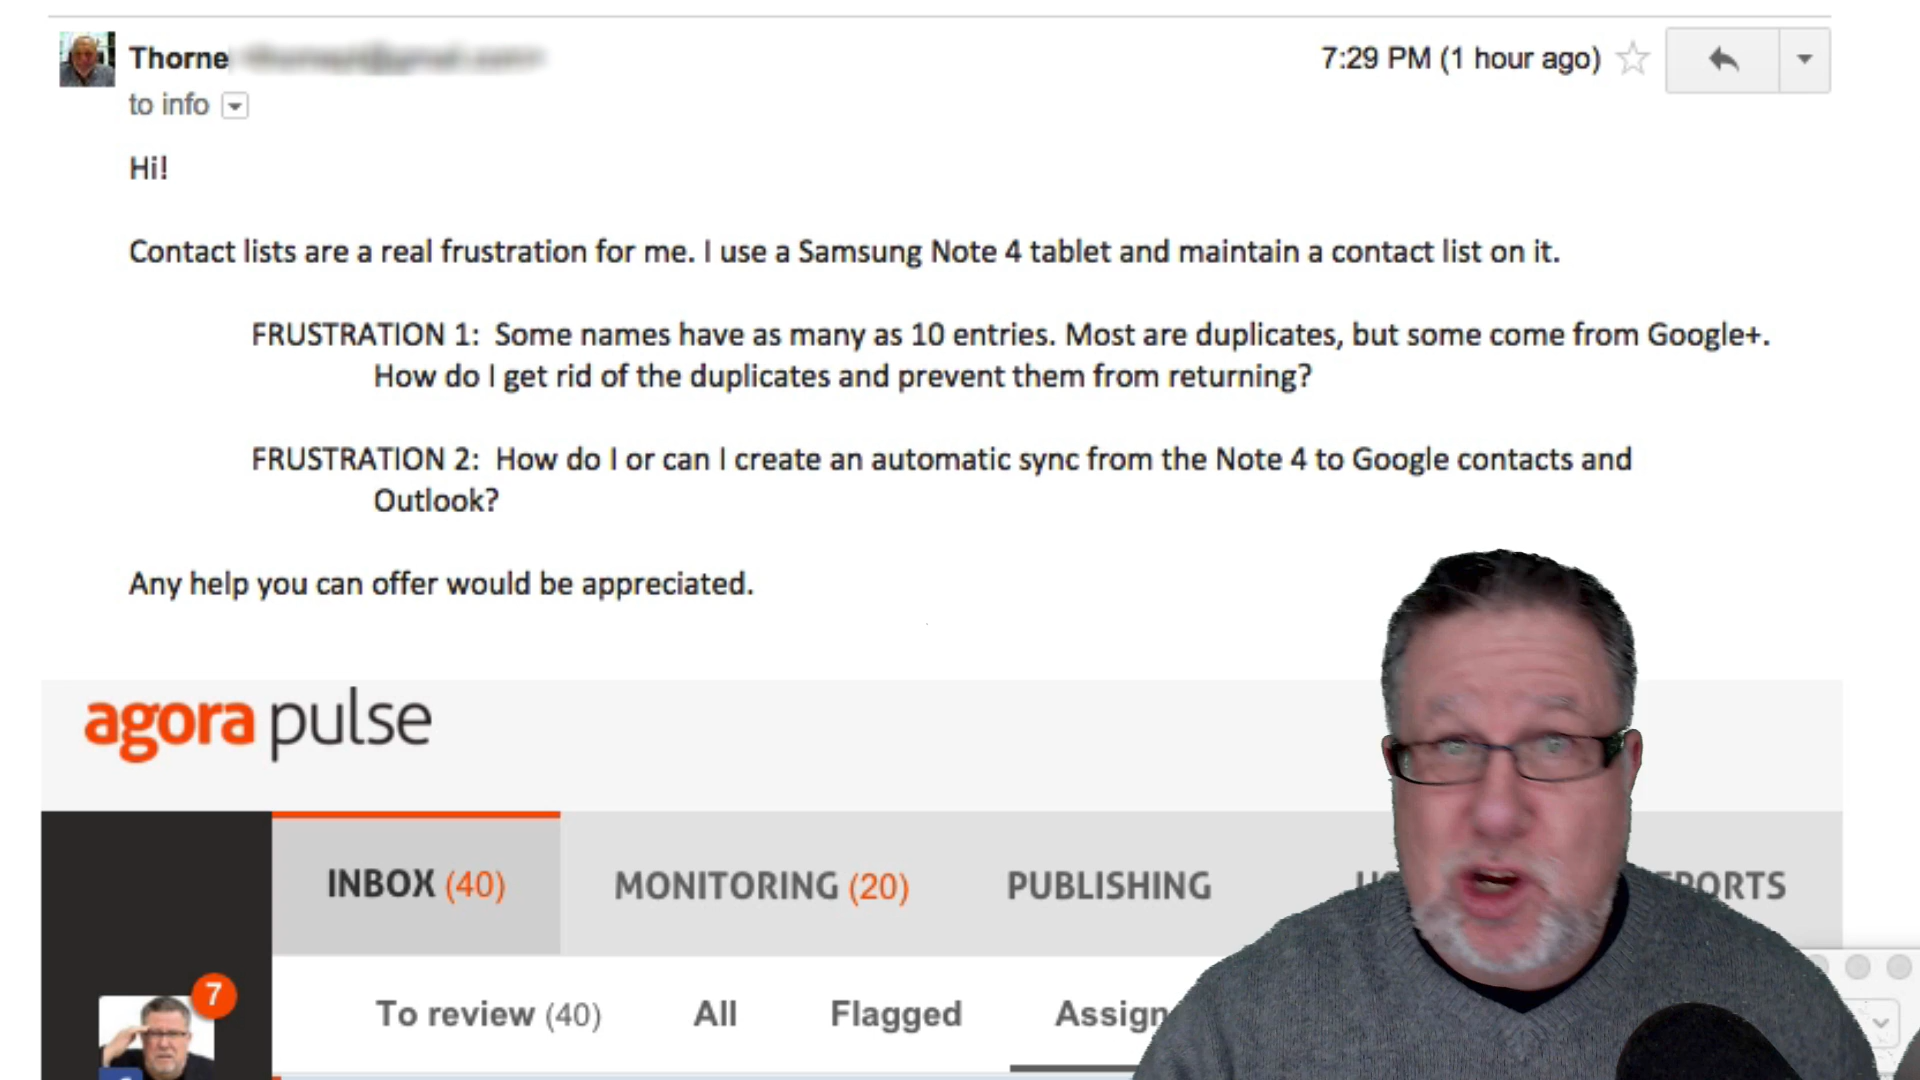 Thorne
7:29 PM (1 hour ago)
to info
Hi!
Contact lists are a real frustration for me. I use a Samsung Note 4 tablet and maintain a contact list on it.
FRUSTRATION 1: Some names have as many as 10 entries. Most are duplicates, but some come from Google+.
How do I get rid of the duplicates and prevent them from returning?
FRUSTRATION 2: How do I or can I create an automatic sync from the Note 4 to Google contacts and
Outlook?
Any help you can offer would be appreciated.
agora pulse
INBOX (40) MONITORING (20) PUBLISHING
7
To review (40) All Flagged Assign